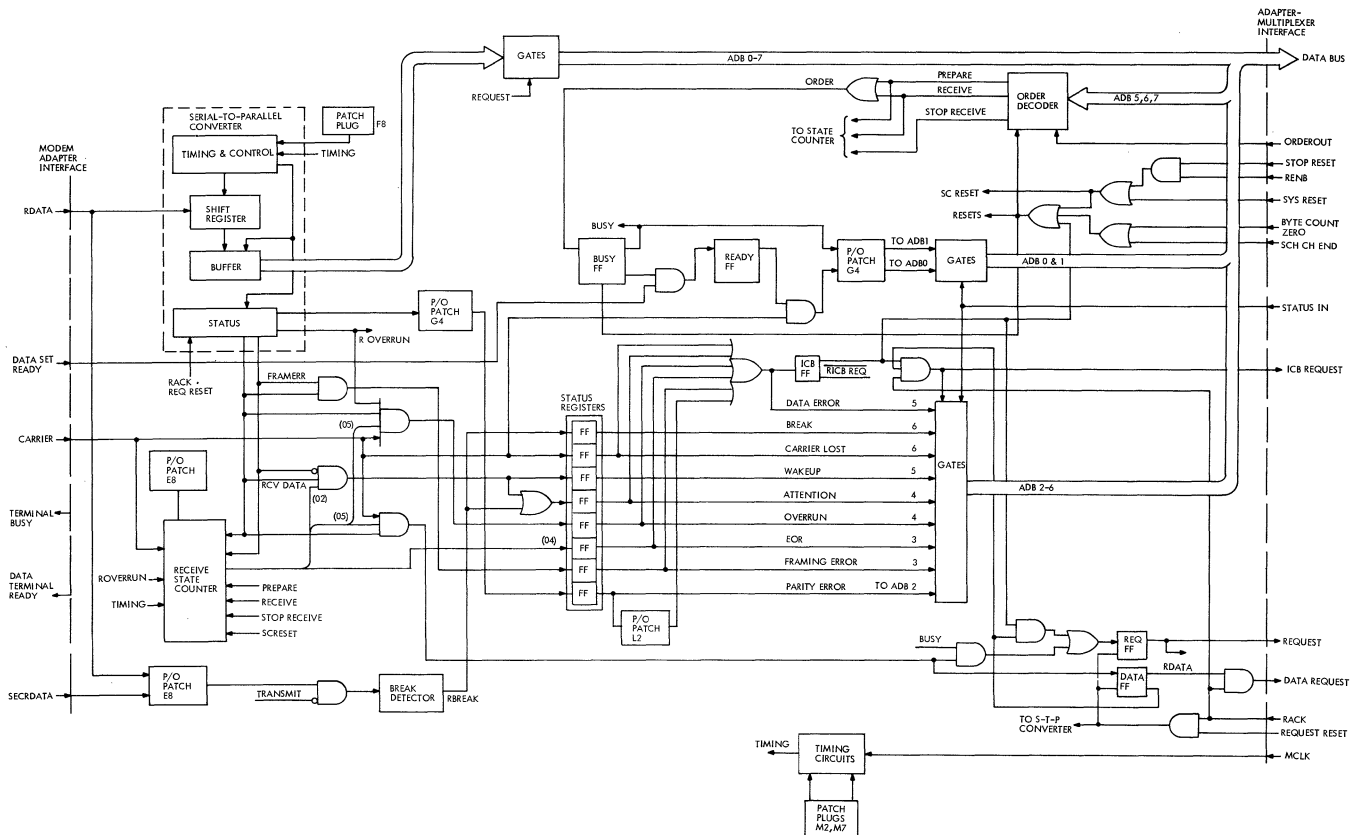 ADAPTER-
MULTIPLEXER
INTERFACE
GATES
ADB 0-7
DATA BUS
REQUEST
ORDER
PREPARE
RECEIVE
STOP RECEIVE
ORDER
DECODER
ADB 5,6,7
TO STATE
COUNTER
SERIAL-TO-PARALLEL
CONVERTER
PATCH
PLUG
F8
TIMING & CONTROL
TIMING
MODEM
ADAPTER
INTERFACE
ORDEROUT
STOP RESET
RENB
SC RESET
SYS RESET
RESETS
BYTE COUNT
ZERO
SCH CH END
RDATA
SHIFT
REGISTER
BUFFER
BUSY
BUSY
FF
READY
FF
P/O
PATCH
G4
TO ADB1
TO ADB0
GATES
ADB 0 & 1
STATUS
P/O
PATCH
G4
R OVERRUN
STATUS IN
DATA SET
READY
RACK •
REQ RESET
FRAMERR
ICB
FF
RICB REQ
ICB REQUEST
STATUS
REGISTERS
DATA ERROR
5
(05)
FF
BREAK
6
CARRIER
FF
CARRIER LOST
6
GATES
P/O
PATCH
E8
RCV DATA
(02)
FF
WAKEUP
5
ADB 2-6
FF
ATTENTION
4
TERMINAL
BUSY
(05)
FF
OVERRUN
4
(04)
FF
EOR
3
DATA
TERMINAL
READY
ROVERRUN
TIMING
RECEIVE
STATE
COUNTER
FF
FRAMING ERROR
3
PREPARE
RECEIVE
STOP RECEIVE
SCRESET
FF
PARITY ERROR
TO ADB 2
P/O
PATCH
L2
BUSY
REQ
FF
REQUEST
SECRDATA
P/O
PATCH
E8
TRANSMIT
BREAK
DETECTOR
RBREAK
DATA
FF
RDATA
DATA REQUEST
TO S-T-P
CONVERTER
RACK
REQUEST RESET
TIMING
TIMING
CIRCUITS
MCLK
PATCH
PLUGS
M2,M7